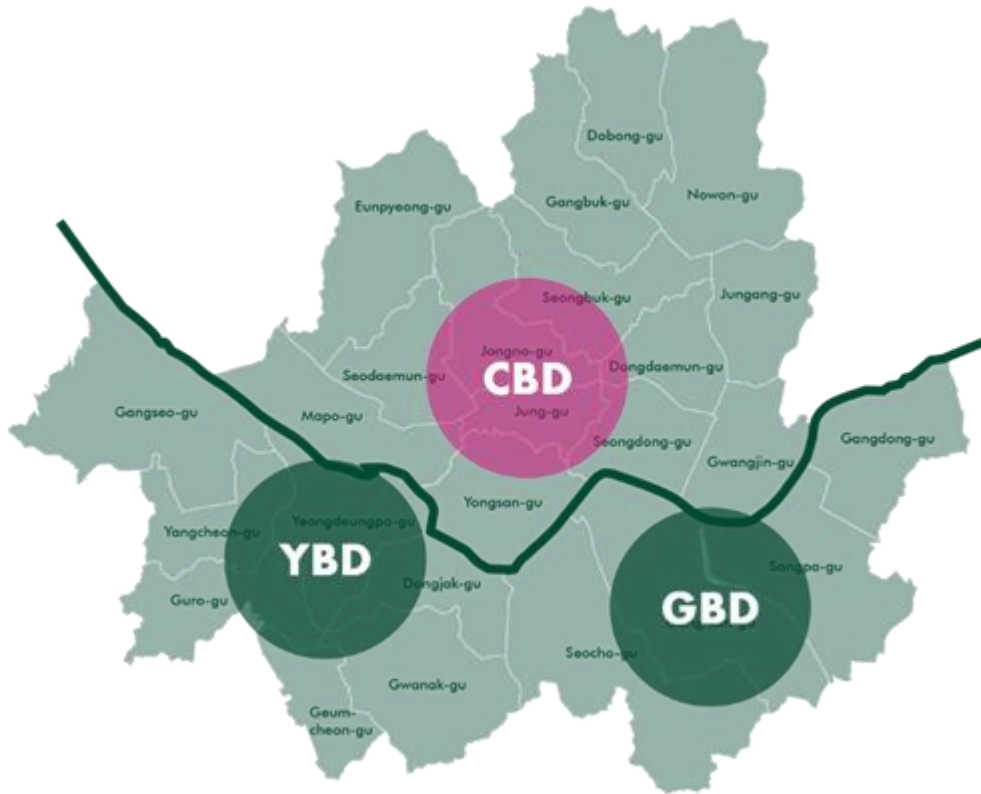 Dobong-gu
Nowon-gu
Gangbuk-gu
Eunpyeong-gu
Seongbuk-gu
Jungang-gu
Jongno-gu
Dongdaemun-gu
Seodaemun-gu
CBD
Mapo-gu
Jung-gu
Gangseo-gu
Seongdong-gu
Gangdong-gu
Gwangjin-gu
Yongsan-gu
Yeongdeungpo-gu
Yangcheon-gu
YBD
Songpa-gu
Dongjak-gu
Guro-gu
GBD
Seocho-gu
Gwanak-gu
Geum-
cheon-gu